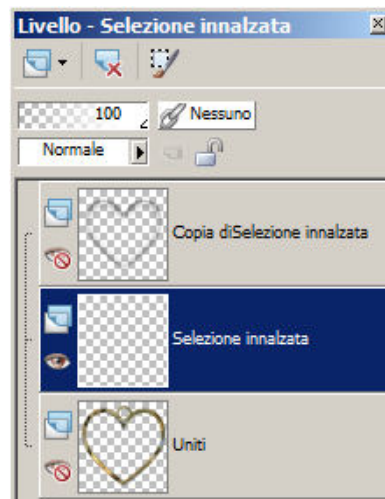 Livello - Selezione innalzata
100 Nessuno
Normale
Copia diSelezione innalzata
Selezione innalzata
Uniti